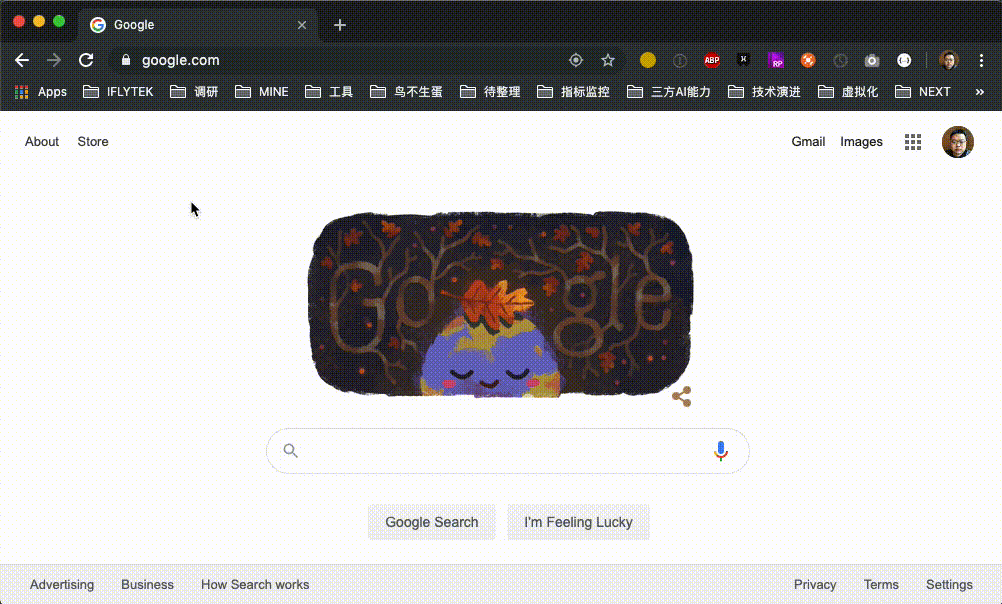 Google
google.com
ABP
RP
Apps IFLYTEK 调研 MINE 工具 鸟不生蛋 待整理 指标监控 三方AI能力 技术演进 虚拟化 NEXT »
About Store Gmail Images
Google
Google Search I'm Feeling Lucky
Advertising Business How Search works Privacy Terms Settings